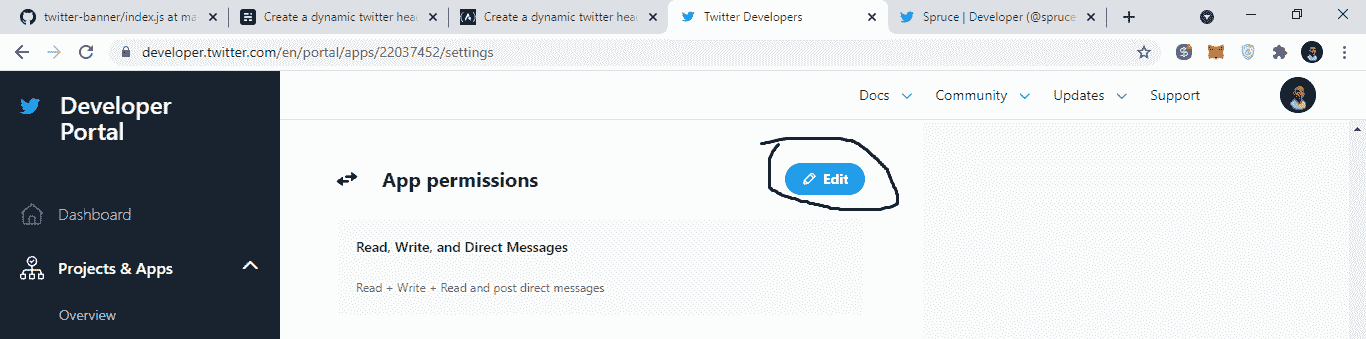 twitter-banner/index.js at ma
Create a dynamic twitter hea
Create a dynamic twitter hea
Twitter Developers
Spruce | Developer (@spruce
developer.twitter.com/en/portal/apps/22037452/settings
Developer
Portal
Docs
Community
Updates
Support
App permissions
Edit
Dashboard
Read, Write, and Direct Messages
Projects & Apps
Read + Write + Read and post direct messages
Overview